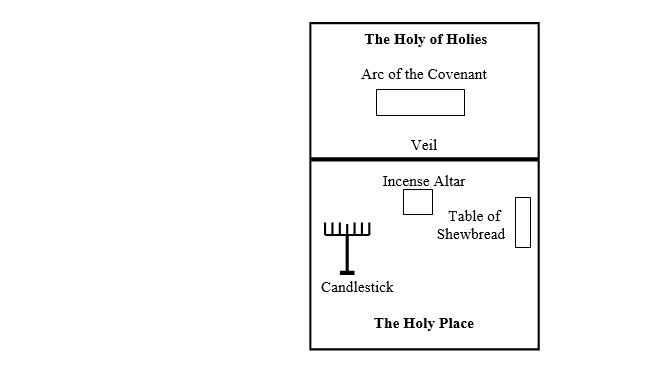 The Holy of Holies
Arc of the Covenant
Veil
Incense Altar
Table of
Shewbread
Candlestick
The Holy Place